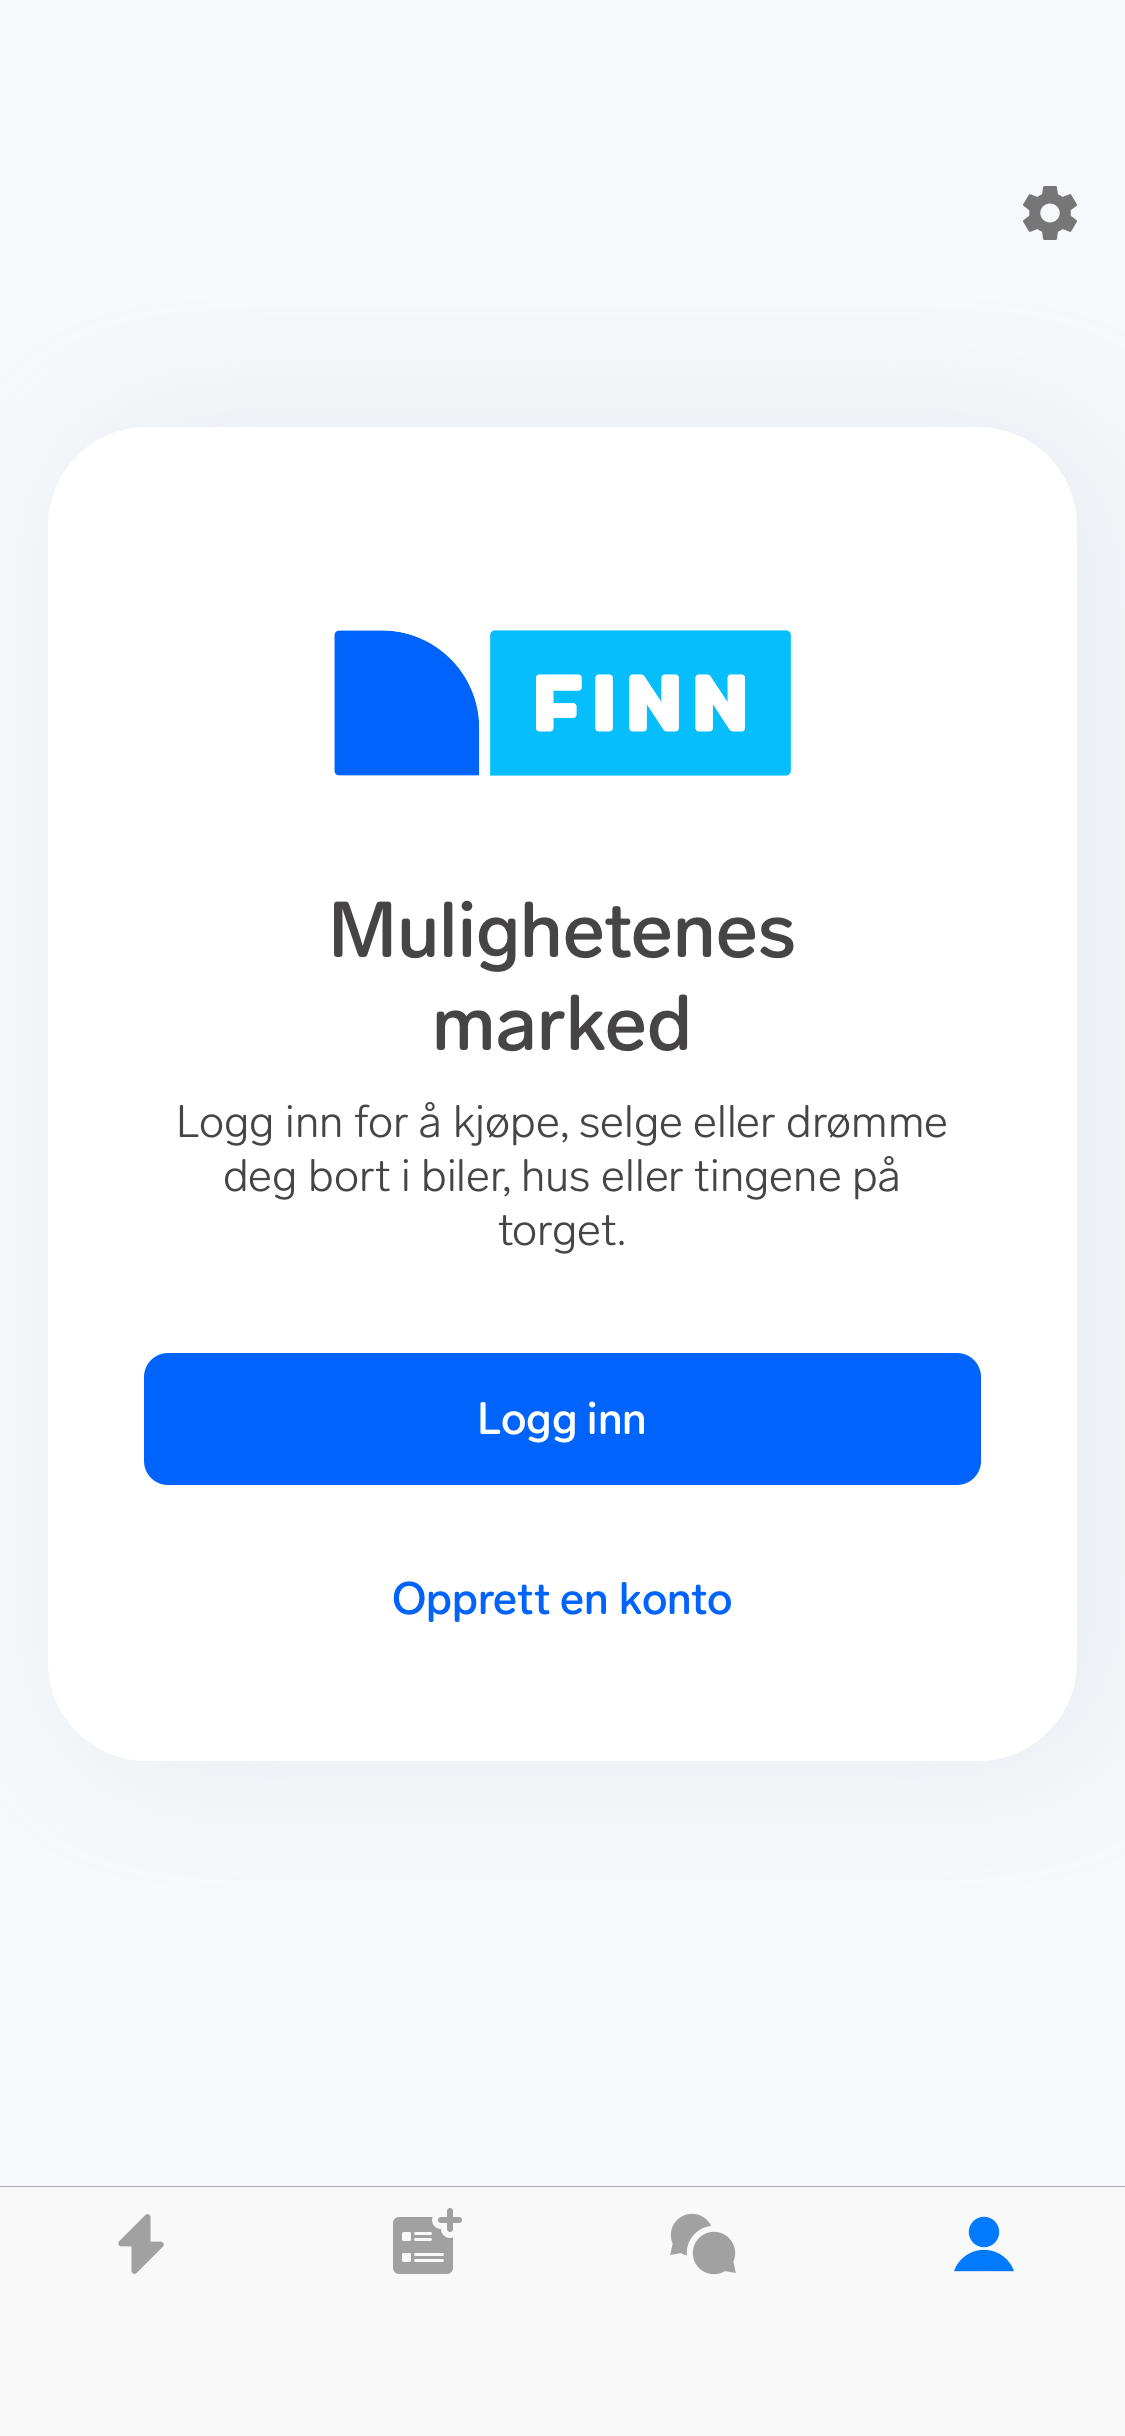 FINN
Mulighetenes
marked
Logg inn for å kjøpe, selge eller drømme
deg bort i biler, hus eller tingene på
torget.
Logg inn
Opprett en konto